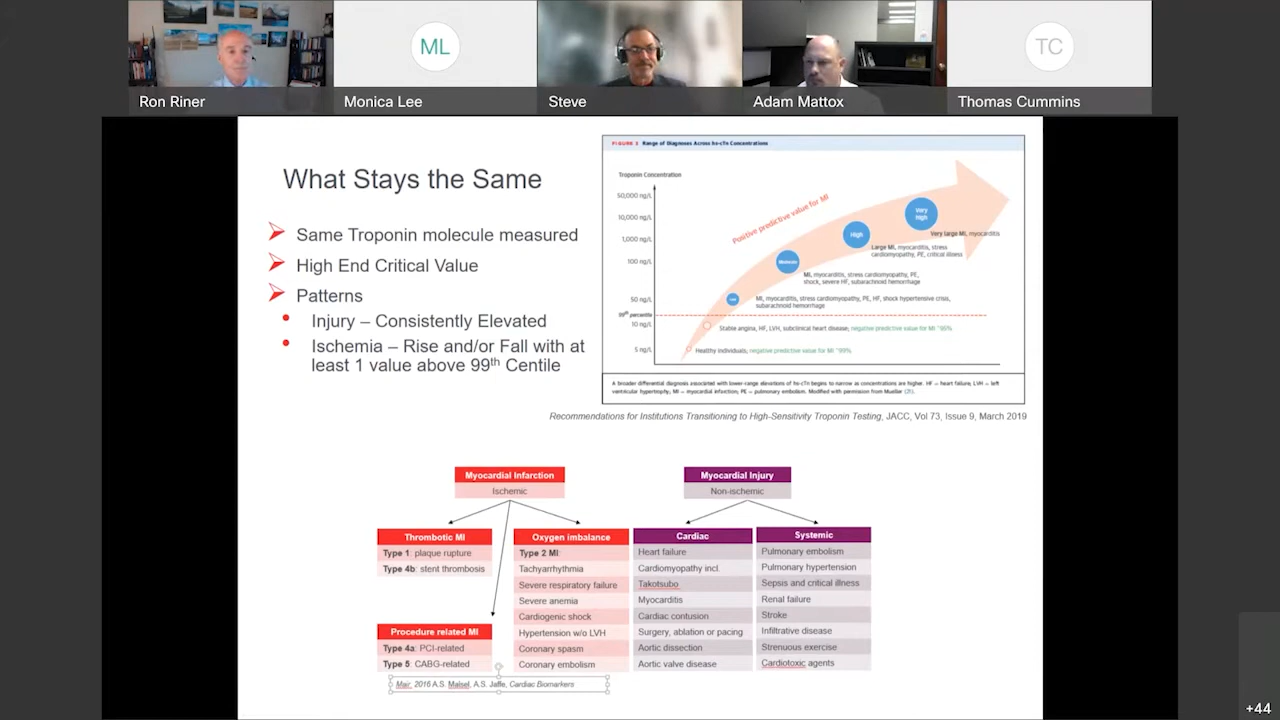 ML
TC
Ron Riner
Monica Lee
Steve
Adam Mattox
Thomas Cummins
What Stays the Same
Same Troponin molecule measured
High End Critical Value
Patterns
Injury – Consistently Elevated
Ischemia – Rise and/or Fall with at
least 1 value above 99th Centile
FIGURE 3 Range of Diagnoses Across hs-cTn Concentrations
Troponin Concentration
50,000 ng/L
10,000 ng/L
1,000 ng/L
100 ng/L
50 ng/L
99th percentile
10 ng/L
5 ng/L
Positive predictive value for MI
Very
high
Very large MI, myocarditis
High
Large MI, myocarditis, stress
cardiomyopathy, PE, critical illness
MI, myocarditis, stress cardiomyopathy, PE,
shock, severe HF, subarachnoid hemorrhage
Low
MI, myocarditis, stress cardiomyopathy, PE, HF, shock hypertensive crisis,
subarachnoid hemorrhage
Stable angina, HF, LVH, subclinical heart disease; negative predictive value for MI ~85%
Healthy individuals, negative predictive value for MI ~99%
A broader differential diagnosis associated with lower-range elevations of hs-cTn begins to narrow as concentrations are higher. HF = heart failure; LVH = left
ventricular hypertrophy; MI = myocardial infarction; PE = pulmonary embolism. Modified with permission from Mueller
Recommendations for Institutions Transitioning to High-Sensitivity Troponin Testing, JACC, Vol 73, Issue 9, March 2019
Myocardial Infarction
Ischemic
Myocardial Injury
Non-ischemic
Thrombotic MI
Type 1: plaque rupture
Type 4b: stent thrombosis
Procedure related MI
Type 4a: PCI-related
Type 5: CABG-related
Oxygen imbalance
Type 2 MI:
Tachyarrhythmia
Severe respiratory failure
Severe anemia
Cardiogenic shock
Hypertension w/o LVH
Coronary spasm
Coronary embolism
Cardiac
Heart failure
Cardiomyopathy incl.
Takotsubo
Myocarditis
Cardiac contusion
Surgery, ablation or pacing
Aortic dissection
Aortic valve disease
Systemic
Pulmonary embolism
Pulmonary hypertension
Sepsis and critical illness
Renal failure
Stroke
Infiltrative disease
Strenuous exercise
Cardiotoxic agents
Mair, 2016 A.S. Maisel, A.S. Jaffe, Cardiac Biomarkers
+44